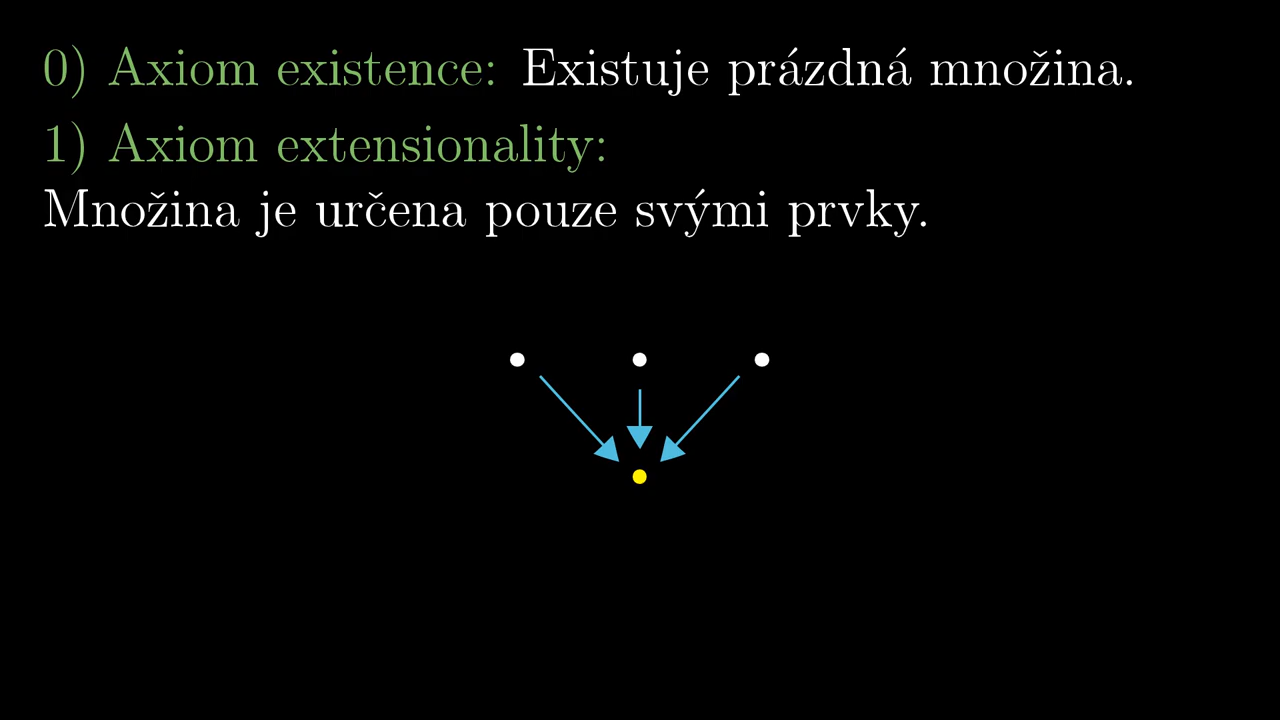 0) Axiom existence: Existuje prázdná množina.
1) Axiom extensionality:
Množina je určena pouze svými prvky.